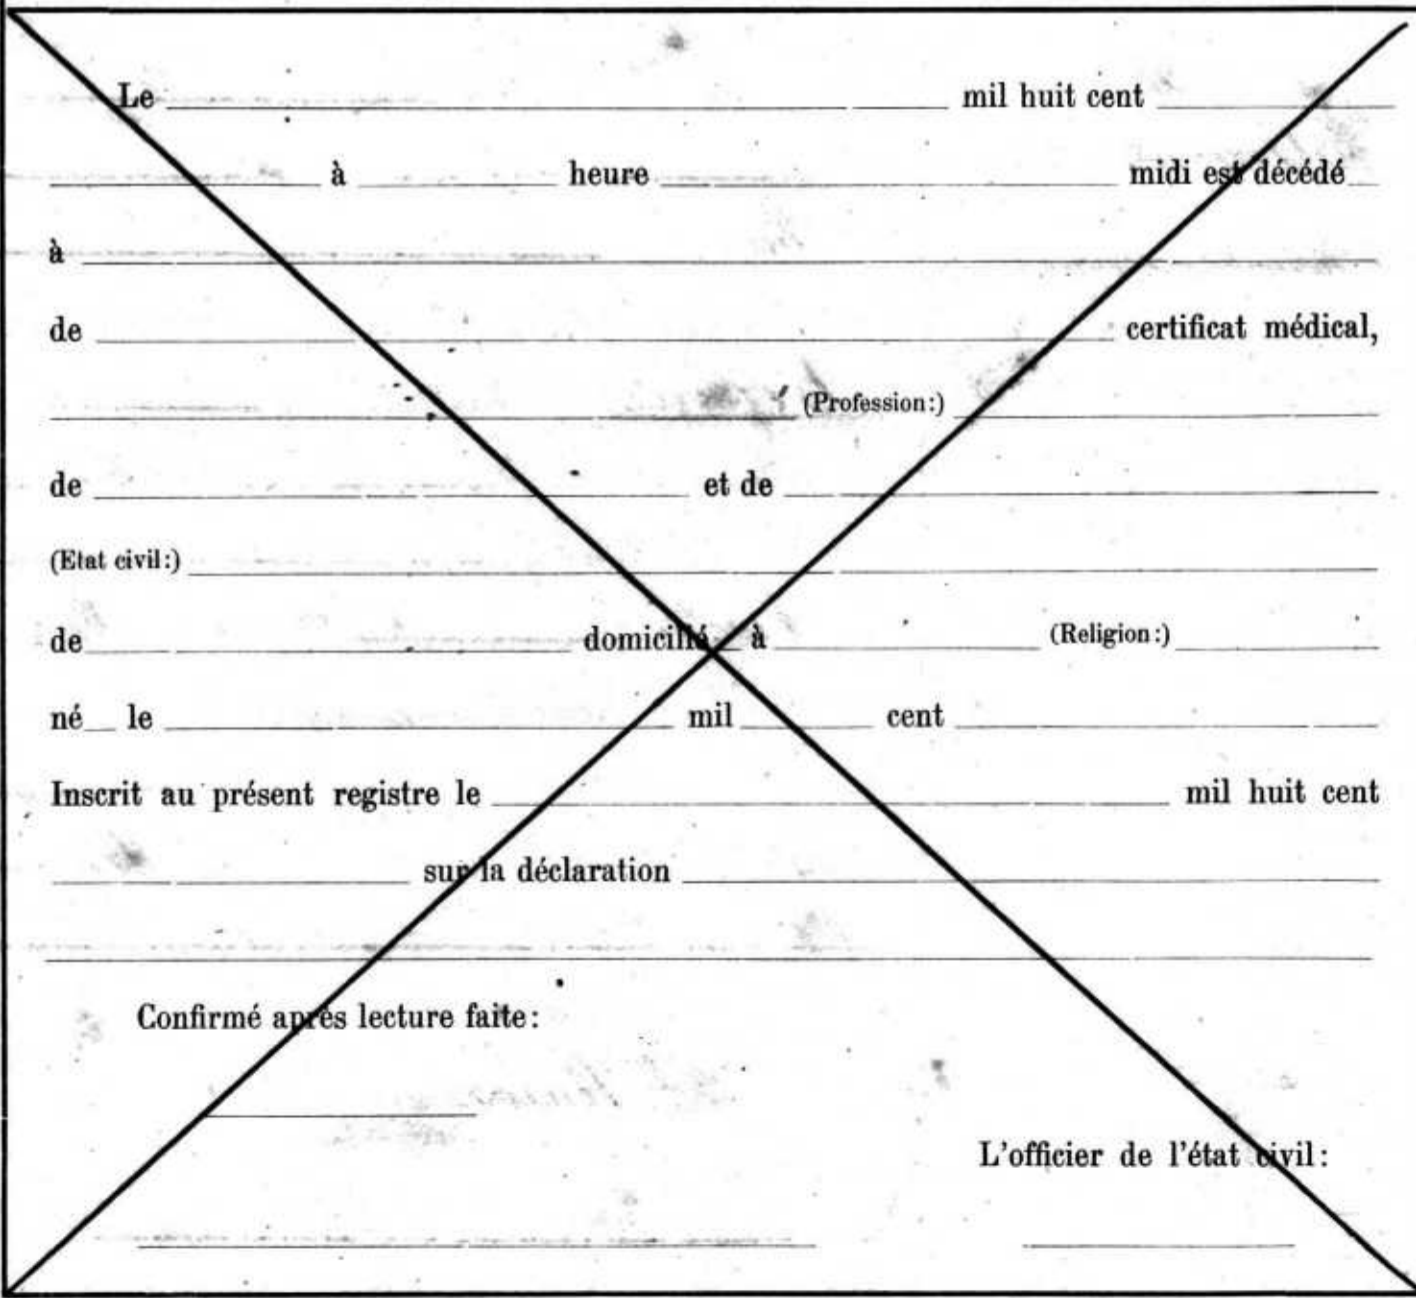 Le mil huit cent
à heure midi est décédé
à
de certificat médical,
(Profession:)
de et de
(Etat civil:)
de domicilié à (Religion:)
né le mil cent
Inscrit au présent registre le mil huit cent
sur la déclaration
Confirmé après lecture faite:
L'officier de l'état civil: